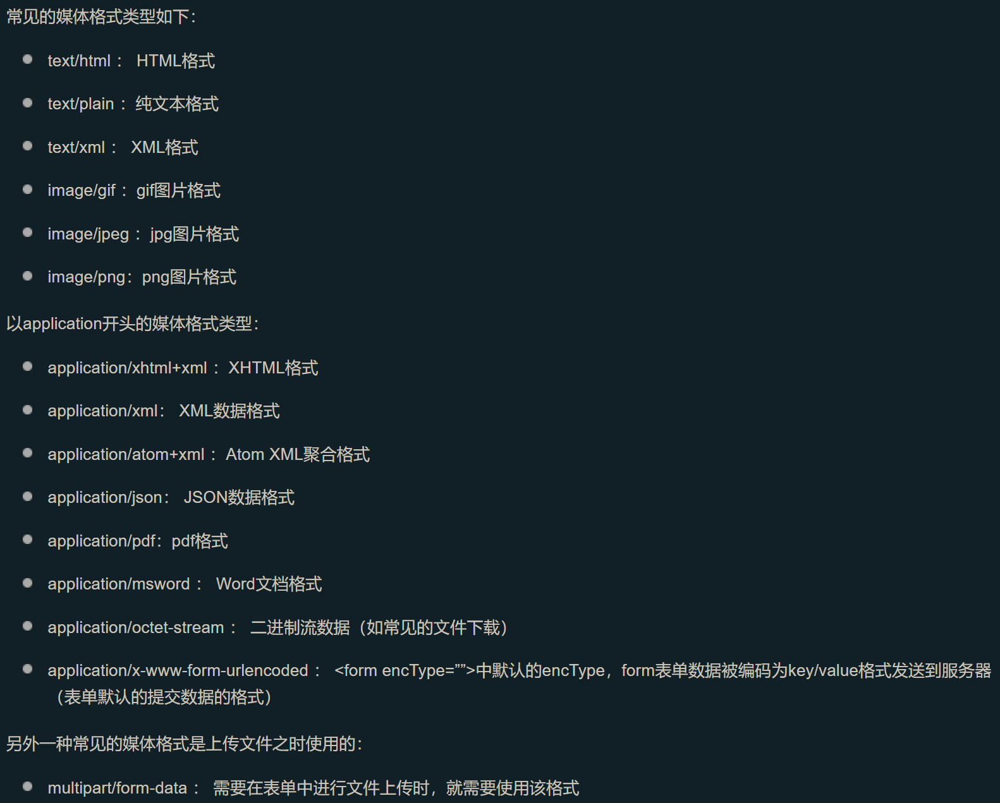 常见的媒体格式类型如下：
text/html ： HTML格式
text/plain ：纯文本格式
text/xml ： XML格式
image/gif ：gif图片格式
image/jpeg ：jpg图片格式
image/png：png图片格式
以application开头的媒体格式类型：
application/xhtml+xml ：XHTML格式
application/xml： XML数据格式
application/atom+xml ：Atom XML聚合格式
application/json： JSON数据格式
application/pdf：pdf格式
application/msword ： Word文档格式
application/octet-stream ： 二进制流数据（如常见的文件下载）
application/x-www-form-urlencoded ： <form encType=””>中默认的encType，form表单数据被编码为key/value格式发送到服务器
（表单默认的提交数据的格式）
另外一种常见的媒体格式是上传文件之时使用的：
multipart/form-data ： 需要在表单中进行文件上传时，就需要使用该格式